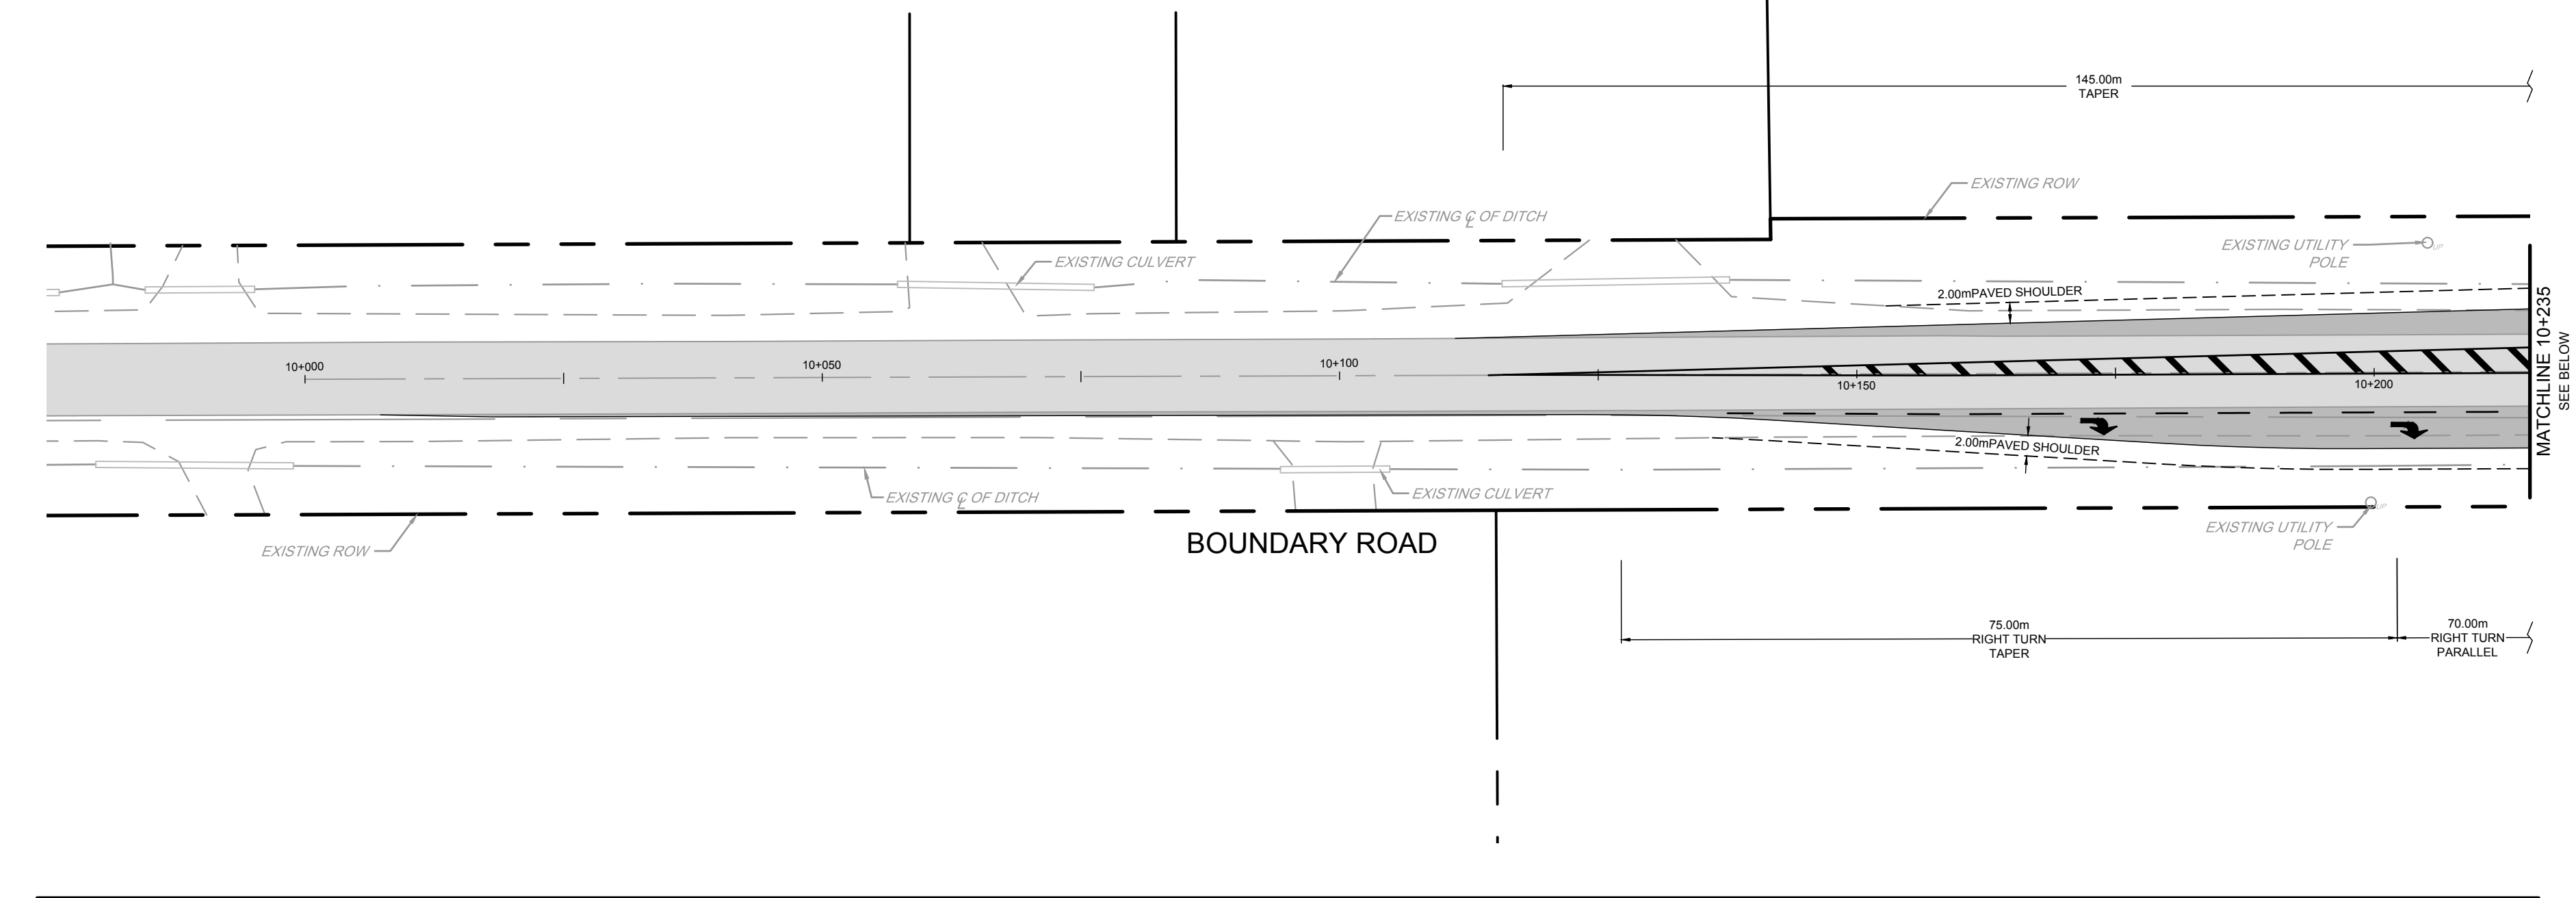 145.00m
TAPER
EXISTING ROW
EXISTING ℄ OF DITCH
EXISTING UTILITY
POLE
UP
EXISTING CULVERT
2.00mPAVED SHOULDER
MATCHLINE 10+235
SEE BELOW
10+000
10+050
10+100
10+150
10+200
2.00mPAVED SHOULDER
EXISTING ℄ OF DITCH
EXISTING CULVERT
UP
EXISTING UTILITY
POLE
EXISTING ROW
BOUNDARY ROAD
75.00m
RIGHT TURN
TAPER
70.00m
RIGHT TURN
PARALLEL